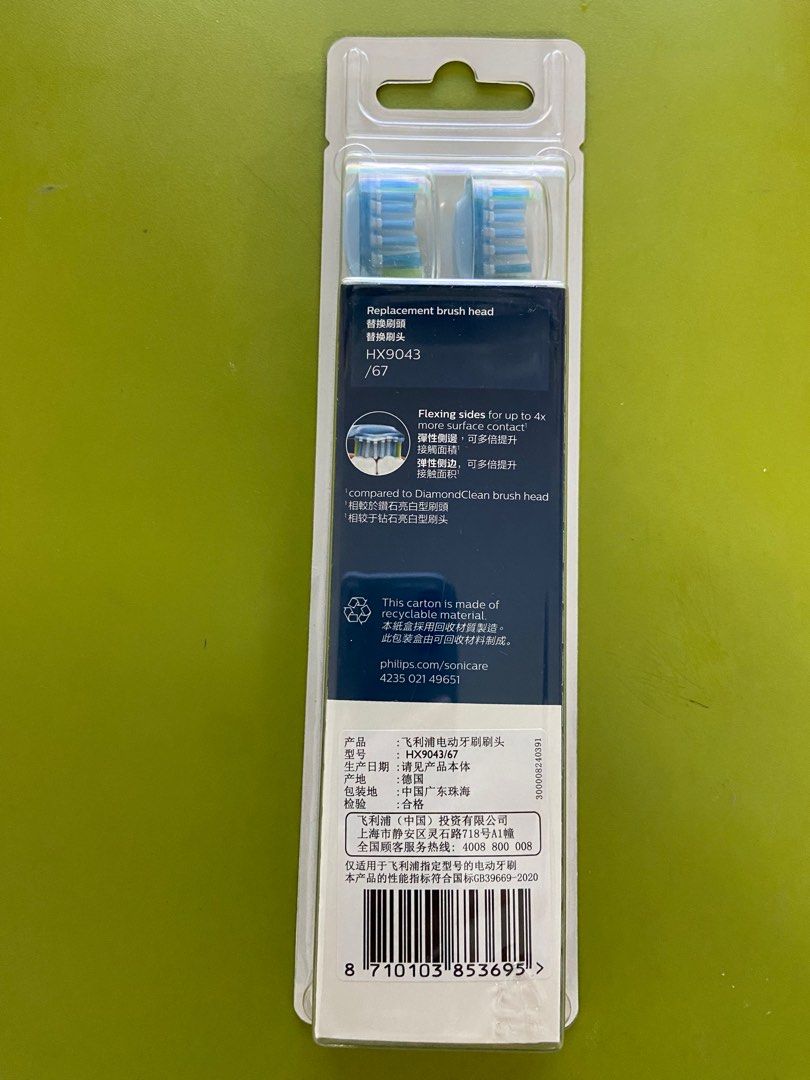 Replacement brush head
替換刷頭
替换刷头
HX9043
/67
Flexing sides for up to 4x
more surface contact¹
彈性側邊，可多倍提升
接觸面積¹
弹性侧边，可多倍提升
接触面积¹
¹compared to DiamondClean brush head
¹相較於鑽石亮白型刷頭
¹相较于钻石亮白型刷头
This carton is made of
recyclable material.
本紙盒採用回收材質製造。
此包装盒由可回收材料制成。
philips.com/sonicare
4235 021 49651
产品 :飞利浦电动牙刷刷头
型号 : HX9043/67
生产日期 :请见产品本体
产地 :德国
包装地 :中国广东珠海
检验 :合格
300008240391
飞利浦（中国）投资有限公司
上海市静安区灵石路718号A1幢
全国顾客服务热线: 4008 800 008
仅适用于飞利浦指定型号的电动牙刷
本产品的性能指标符合国标GB39669-2020
8 710103 853695 >